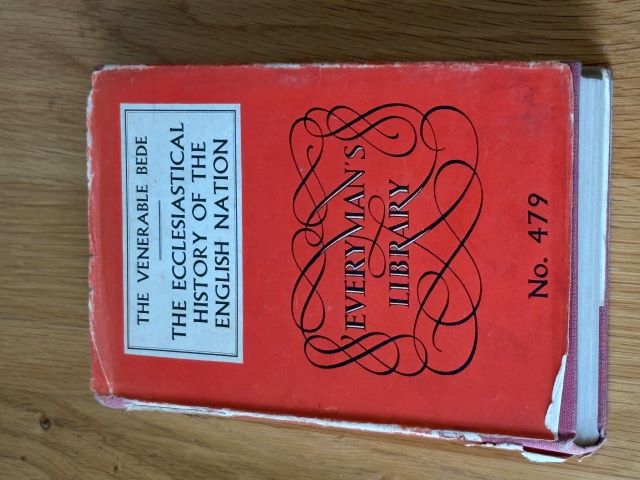 THE VENERABLE BEDE
THE ECCLESIASTICAL
HISTORY OF THE
ENGLISH NATION
EVERYMAN'S
LIBRARY
No. 479